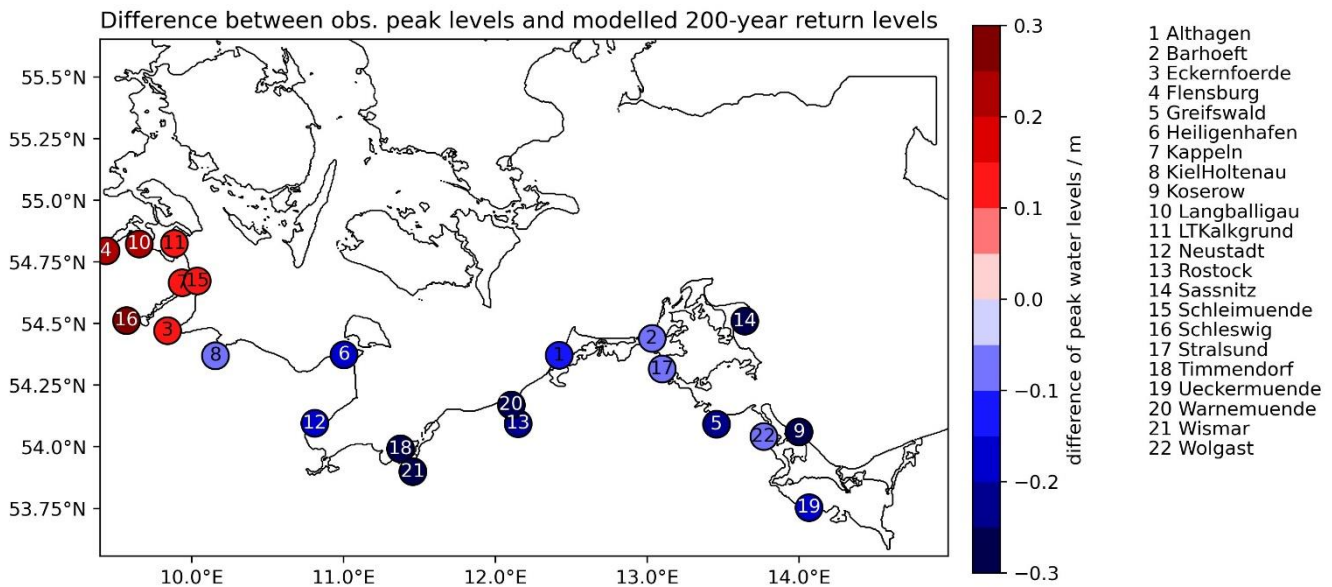 Difference between obs. peak levels and modelled 200-year return levels
55.5°N
55.25°N
55.0°N
54.75°N
54.5°N
54.25°N
54.0°N
53.75°N
10.0°E
11.0°E
12.0°E
13.0°E
14.0°E
4
10
11
7
15
16
3
8
6
12
18
21
20
13
1
2
17
14
5
22
9
19
0.3
0.2
0.1
0.0
−0.1
−0.2
−0.3
difference of peak water levels / m
1 Althagen
2 Barhoeft
3 Eckernfoerde
4 Flensburg
5 Greifswald
6 Heiligenhafen
7 Kappeln
8 KielHoltenau
9 Koserow
10 Langballigau
11 LTKalkgrund
12 Neustadt
13 Rostock
14 Sassnitz
15 Schleimuende
16 Schleswig
17 Stralsund
18 Timmendorf
19 Ueckermuende
20 Warnemuende
21 Wismar
22 Wolgast